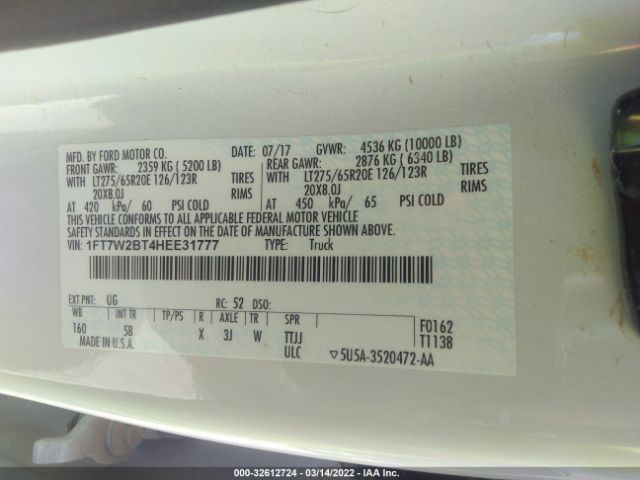 MFD. BY FORD MOTOR CO. DATE: 07/17 GVWR: 4536 KG (10000 LB)
FRONT GAWR: 2359 KG (5200 LB) REAR GAWR: 2876 KG (6340 LB)
WITH LT275/65R20E 126/123R TIRES WITH LT275/65R20E 126/123R TIRES
20X8.0J RIMS 20X8.0J RIMS
AT 420 kPa/ 60 PSI COLD AT 450 kPa/ 65 PSI COLD
THIS VEHICLE CONFORMS TO ALL APPLICABLE FEDERAL MOTOR VEHICLE
SAFETY STANDARDS IN EFFECT ON THE DATE OF MANUFACTURE SHOWN ABOVE.
VIN: 1FT7W2BT4HEE31777 TYPE: Truck
EXT PNT: UG RC: 52 DSO:
WB INT TR TP/PS R AXLE TR SPR F0162
160 5B X 3J W TTJJ T1138
MADE IN U.S.A. ULC ▽5U5A-3520472-AA
000-32612724 - 03/14/2022 - IAA Inc.